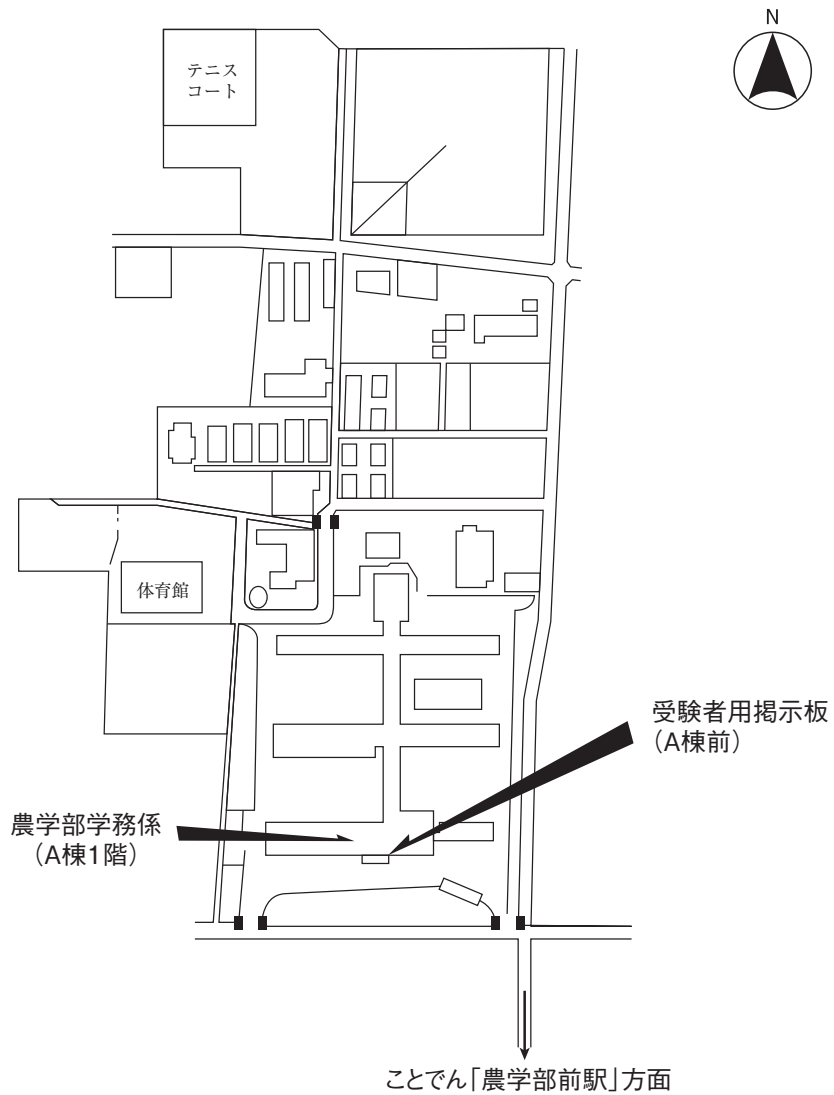 N
テニス
コート
体育館
受験者用掲示板
（A棟前）
農学部学務係
（A棟1階）
ことでん「農学部前駅」方面